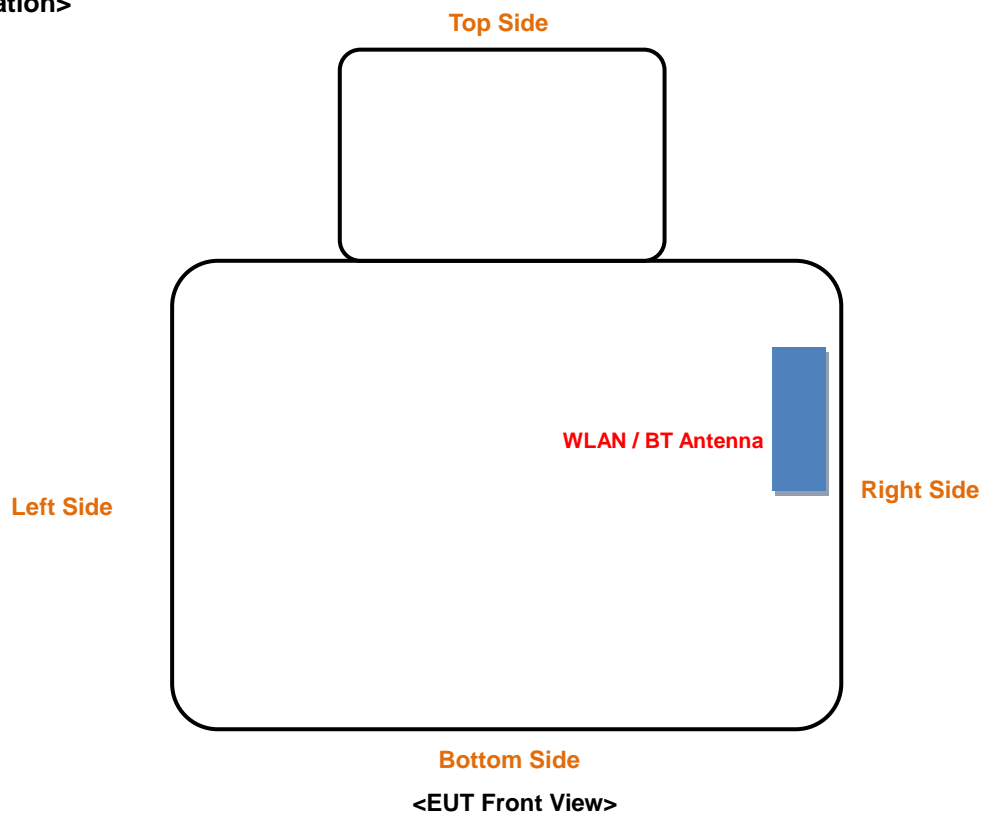 ation>
Top Side
WLAN / BT Antenna
Left Side
Right Side
Bottom Side
<EUT Front View>